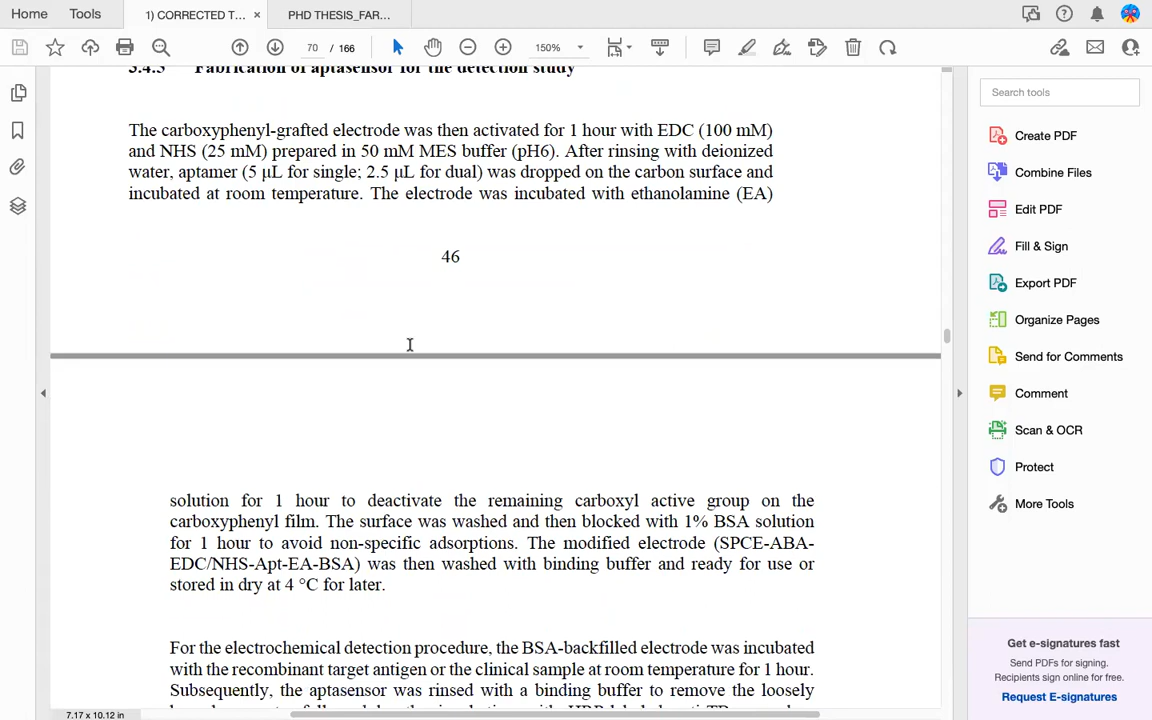 Home
Tools
1) CORRECTED T...
×
PHD THESIS_FAR...
70 / 166
150%
3.4.5 Fabrication of aptasensor for the detection study
The carboxyphenyl-grafted electrode was then activated for 1 hour with EDC (100 mM)
and NHS (25 mM) prepared in 50 mM MES buffer (pH6). After rinsing with deionized
water, aptamer (5 μL for single; 2.5 μL for dual) was dropped on the carbon surface and
incubated at room temperature. The electrode was incubated with ethanolamine (EA)
46
solution for 1 hour to deactivate the remaining carboxyl active group on the
carboxyphenyl film. The surface was washed and then blocked with 1% BSA solution
for 1 hour to avoid non-specific adsorptions. The modified electrode (SPCE-ABA-
EDC/NHS-Apt-EA-BSA) was then washed with binding buffer and ready for use or
stored in dry at 4 °C for later.
For the electrochemical detection procedure, the BSA-backfilled electrode was incubated
with the recombinant target antigen or the clinical sample at room temperature for 1 hour.
Subsequently, the aptasensor was rinsed with a binding buffer to remove the loosely
7.17 x 10.12 in
Search tools
Create PDF
Combine Files
Edit PDF
Fill & Sign
Export PDF
Organize Pages
Send for Comments
Comment
Scan & OCR
Protect
More Tools
Get e-signatures fast
Send PDFs for signing.
Recipients sign online for free.
Request E-signatures